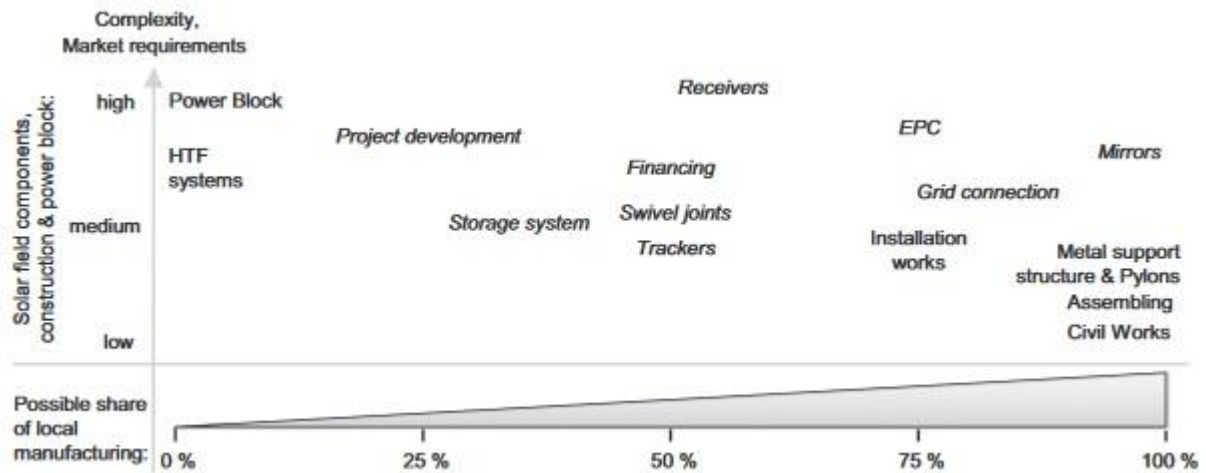 Complexity,
Market requirements
Solar field components,
construction & power block:
high
Power Block
Receivers
Project development
EPC
HTF
systems
Mirrors
Financing
Grid connection
medium
Storage system
Swivel joints
Trackers
Installation
works
Metal support
structure & Pylons
Assembling
low
Civil Works
Possible share
of local
manufacturing:
0 %
25 %
50 %
75 %
100 %